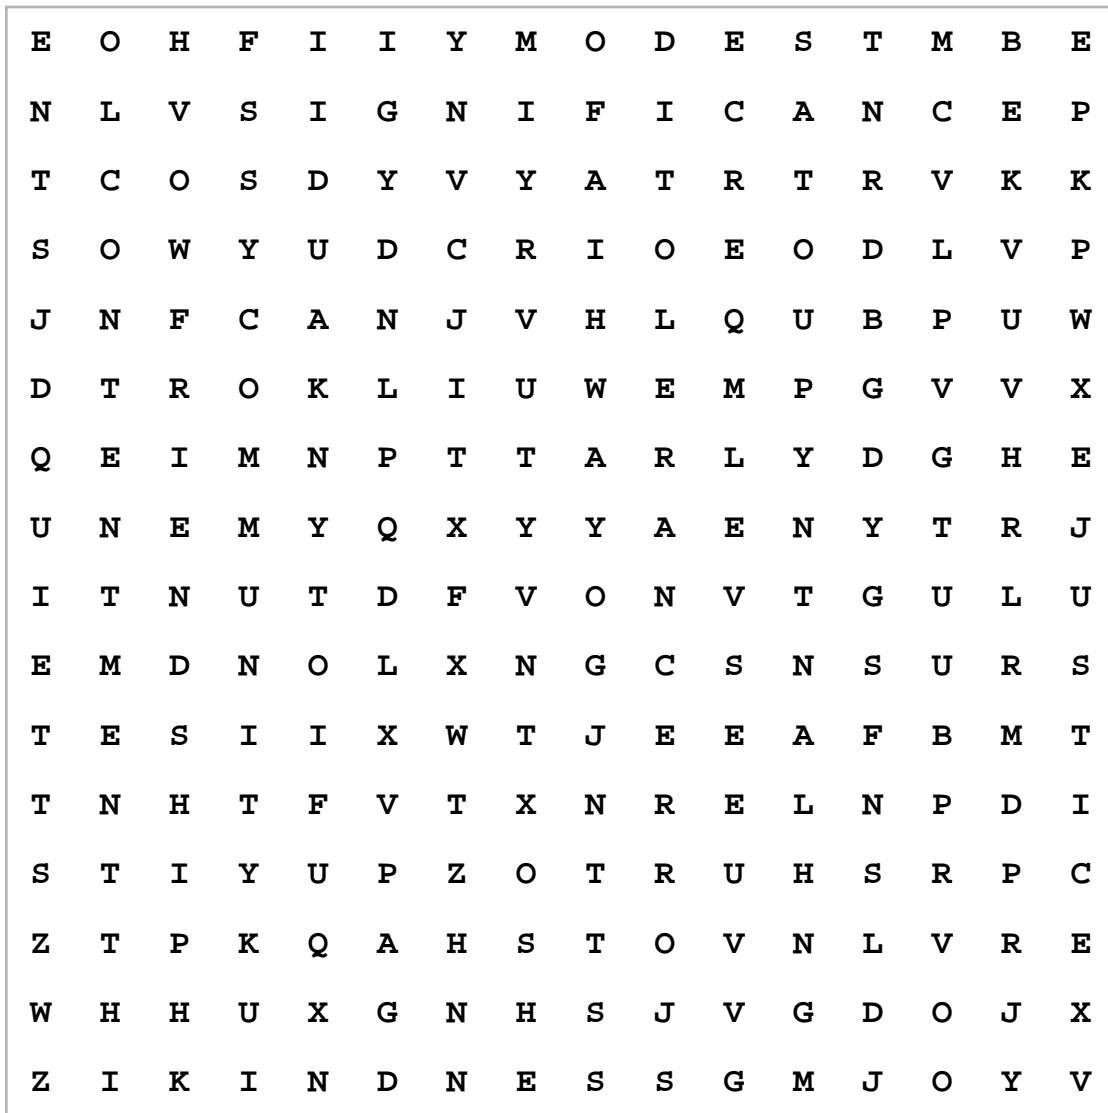 E O H F I I Y M O D E S T M B E
N L V S I G N I F I C A N C E P
T C O S D Y V Y A T R T R V K K
S O W Y U D C R I O E O D L V P
J N F C A N J V H L Q U B P U W
D T R O K L I U W E M P G V V X
Q E I M N P T T A R L Y D G H E
U N E M Y Q X Y Y A E N Y T R J
I T N U T D F V O N V T G U L U
E M D N O L X N G C S N S U R S
T E S I I X W T J E E A F B M T
T N H T F V T X N R E L N P D I
S T I Y U P Z O T R U H S R P C
Z T P K Q A H S T O V N L V R E
W H H U X G N H S J V G D O J X
Z I K I N D N E S S G M J O Y V